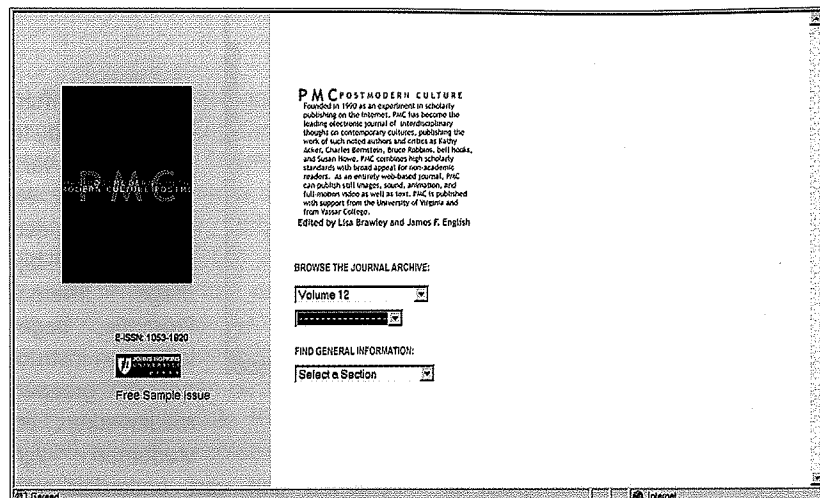 PMC
PMC POSTMODERN CULTURE
Founded in 1990 as an experiment in scholarly
publishing on the Internet, PMC has become the
leading electronic journal of interdisciplinary
thought on contemporary cultures, publishing the
work of such noted authors and critics as Kathy
Acker, Charles Bernstein, Bruce Robbins, bell hooks,
and Susan Howe. PMC combines high scholarly
standards with broad appeal for non-academic
readers. As an entirely web-based journal, PMC
can publish still images, sound, animation, and
full-motion video as well as text. PMC is published
with support from the University of Virginia and
from Vassar College.
Edited by Lisa Brawley and James F. English
BROWSE THE JOURNAL ARCHIVE:
Volume 12
FIND GENERAL INFORMATION:
Select a Section
E-ISSN: 1053-1920
JOHNS HOPKINS
UNIVERSITY
PRESS
Free Sample Issue
Internet